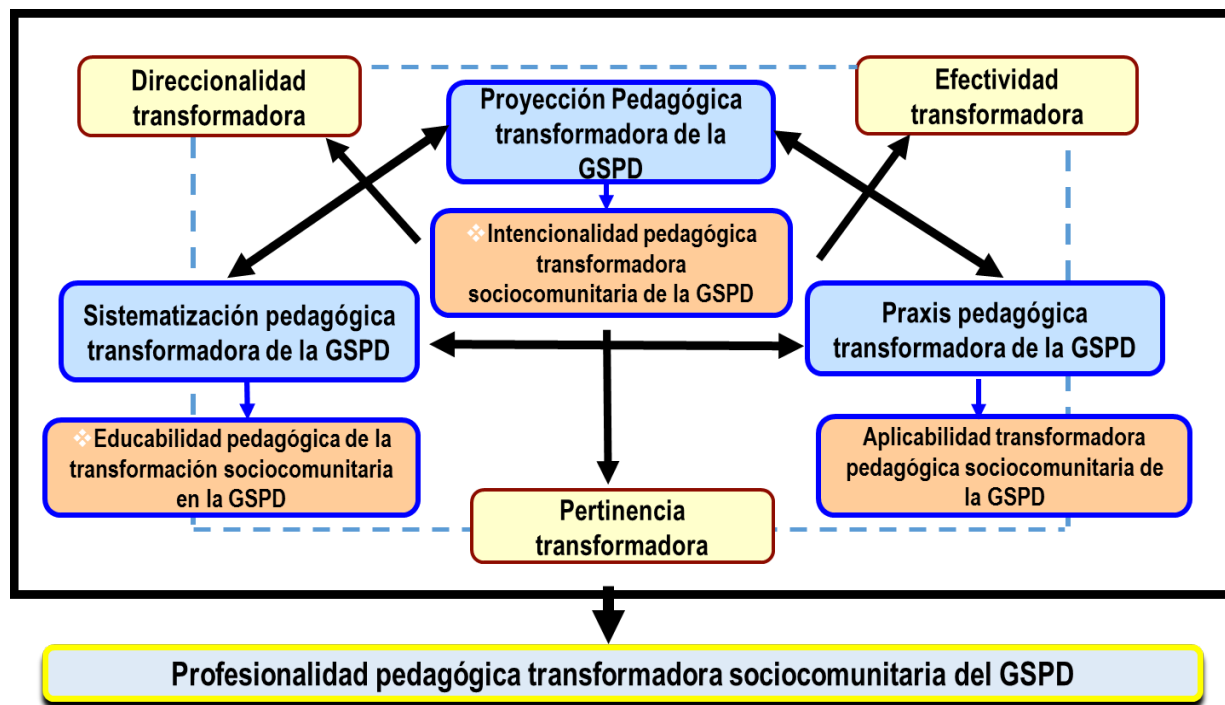 Direccionalidad
transformadora
Proyección Pedagógica
transformadora de la
GSPD
Efectividad
transformadora
❖Intencionalidad pedagógica
transformadora
sociocomunitaria de la GSPD
Sistematización pedagógica
transformadora de la GSPD
Praxis pedagógica
transformadora de la GSPD
❖Educabilidad pedagógica de la
transformación sociocomunitaria
en la GSPD
Aplicabilidad transformadora
pedagógica sociocomunitaria de
la GSPD
Pertinencia
transformadora
Profesionalidad pedagógica transformadora sociocomunitaria del GSPD